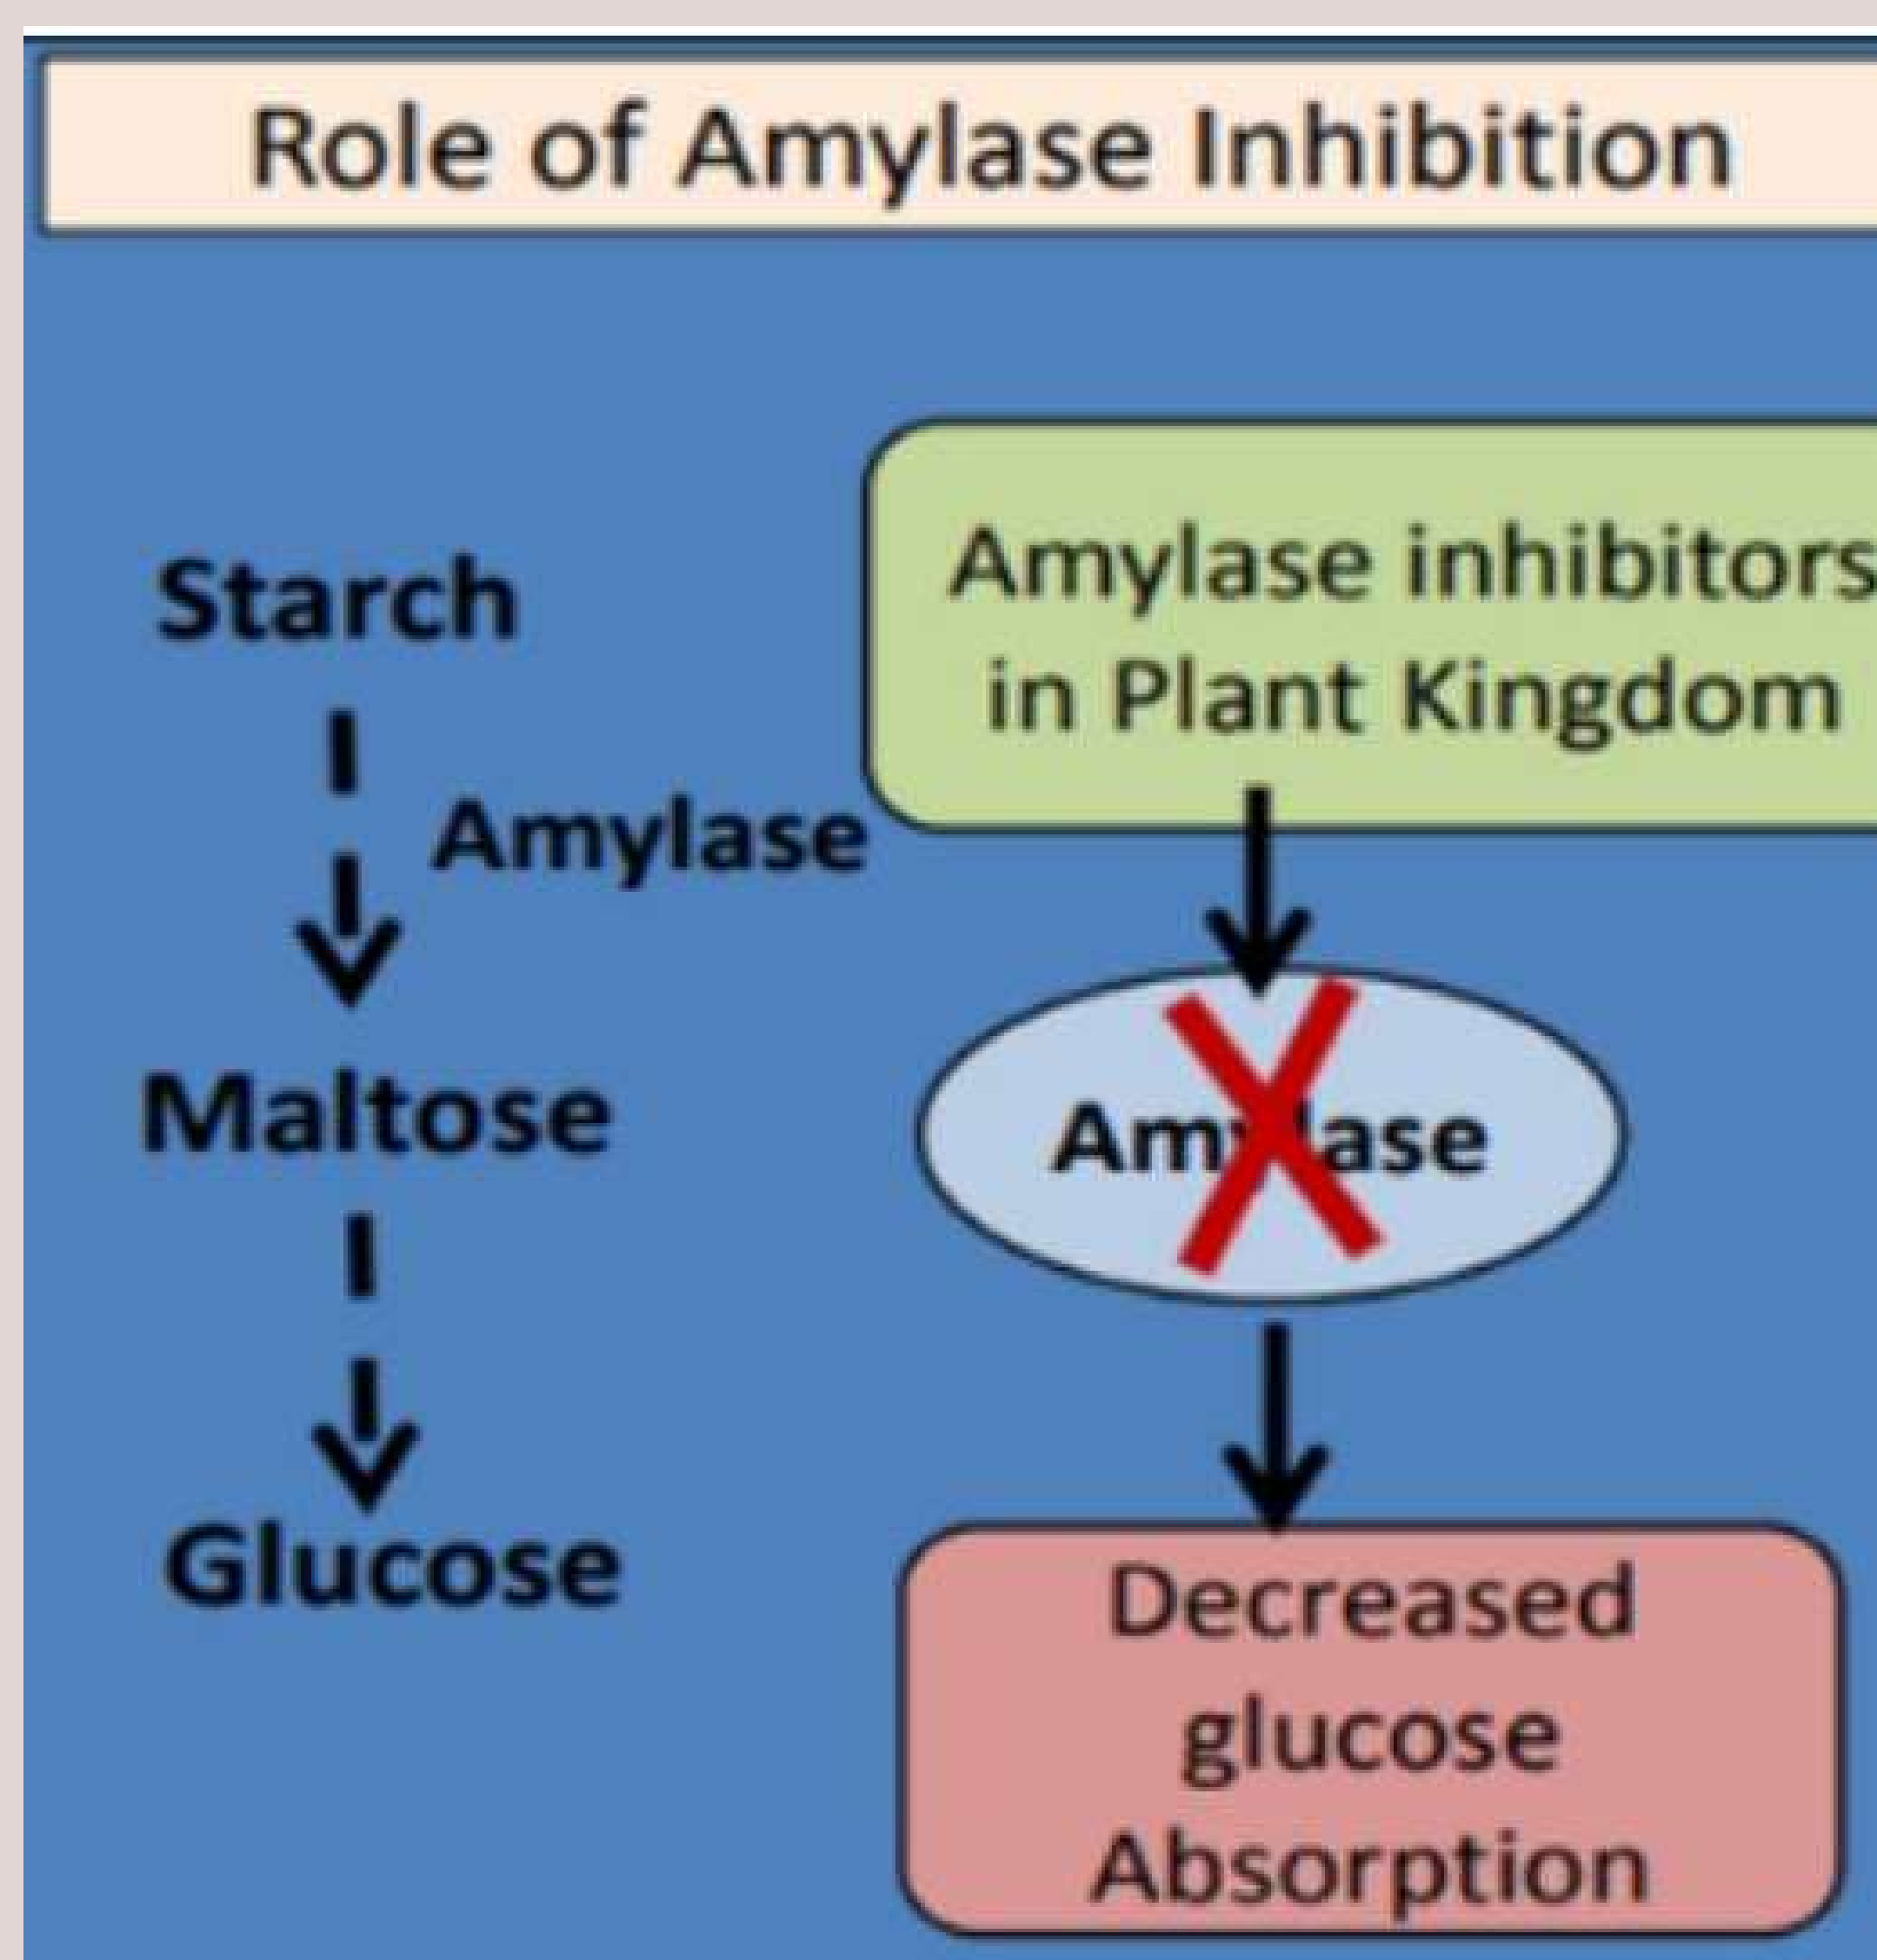 Role of Amylase Inhibition
Starch
Amylase
Maltose
Glucose
Amylase inhibitors
in Plant Kingdom
Amylase
Decreased
glucose
Absorption